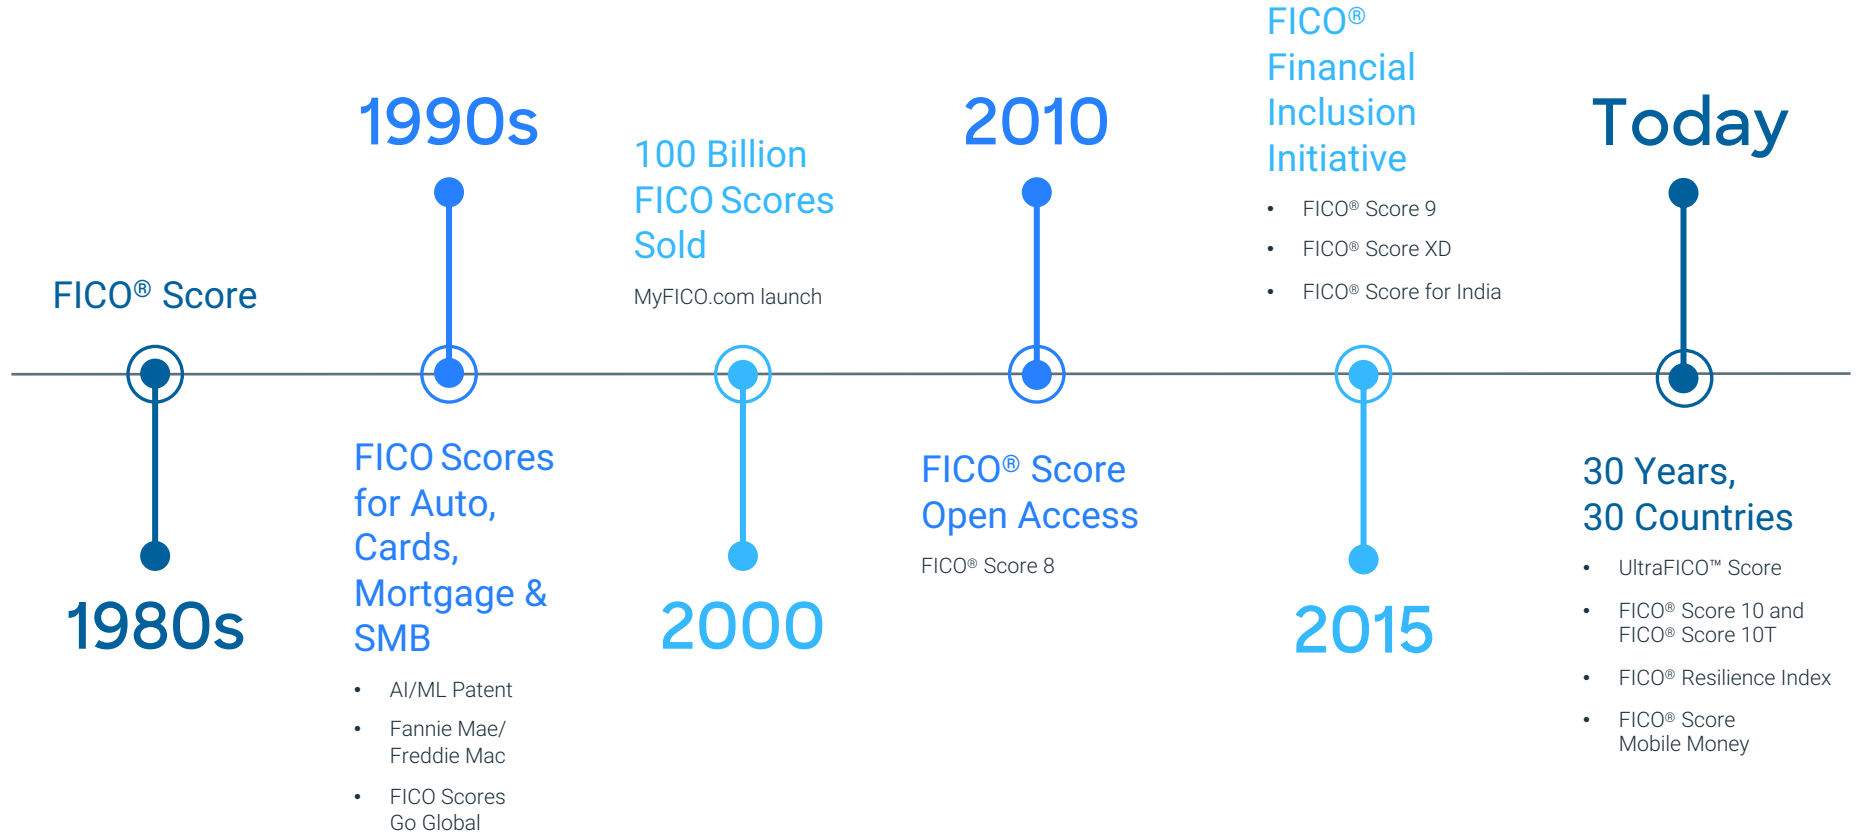 FICO® Score
1980s
1990s
FICO Scores
for Auto,
Cards,
Mortgage &
SMB
• AI/ML Patent
• Fannie Mae/
Freddie Mac
• FICO Scores
Go Global
100 Billion
FICO Scores
Sold
MyFICO.com launch
2000
2010
FICO® Score
Open Access
FICO® Score 8
FICO®
Financial
Inclusion
Initiative
• FICO® Score 9
• FICO® Score XD
• FICO® Score for India
2015
Today
30 Years,
30 Countries
• UltraFICO™ Score
• FICO® Score 10 and
FICO® Score 10T
• FICO® Resilience Index
• FICO® Score
Mobile Money